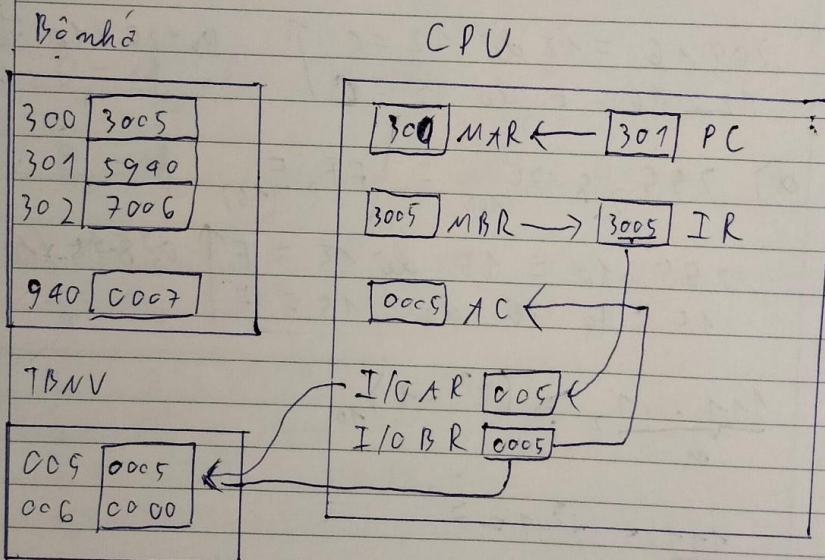 Bộ nhớ CPU
300 3005
301 5940
302 7006
940 0007
300 MAR ← 301 PC
3005 MBR → 3005 IR
0005 AC
I/O AR 005
I/O BR 0005
TBNV
005 0005
006 0000